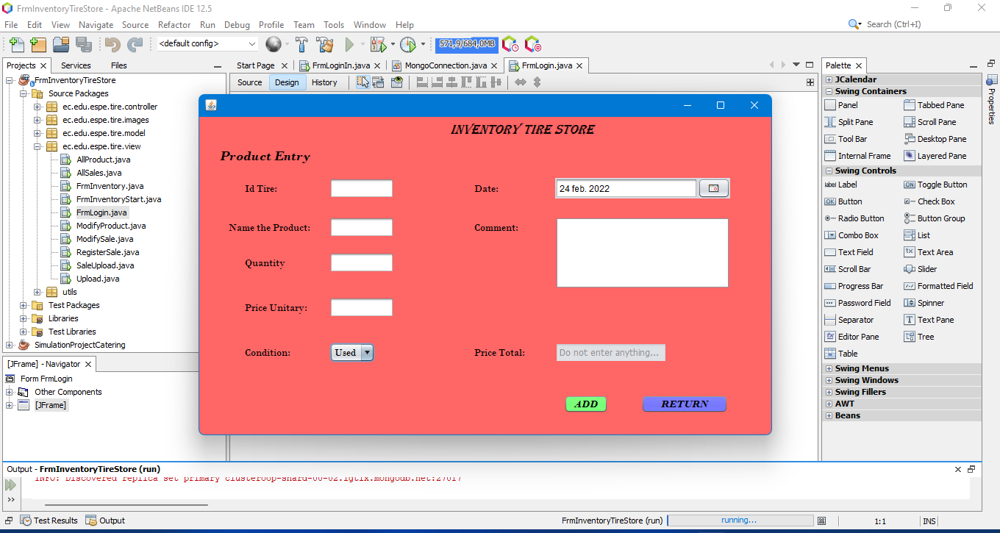 FrmInventoryTireStore - Apache NetBeans IDE 12.5
File Edit View Navigate Source Refactor Run Debug Profile Team Tools Window Help
Search (Ctrl+I)
<default config>
571,9/684,0MB
Projects Services Files
Start Page FrmLoginIn.java MongoConnection.java FrmLogin.java
Source Design History
FrmInventoryTireStore
Source Packages
ec.edu.espe.tire.controller
ec.edu.espe.tire.images
ec.edu.espe.tire.model
ec.edu.espe.tire.view
AllProduct.java
AllSales.java
FrmInventory.java
FrmInventoryStart.java
FrmLogin.java
ModifyProduct.java
ModifySale.java
RegisterSale.java
SaleUpload.java
Upload.java
utils
Test Packages
Libraries
Test Libraries
SimulationProjectCatering
[JFrame] - Navigator
Form FrmLogin
Other Components
[JFrame]
INVENTORY TIRE STORE
Product Entry
Id Tire:
Date:
24 feb. 2022
Name the Product:
Comment:
Quantity
Price Unitary:
Condition:
Used
Price Total:
Do not enter anything...
ADD
RETURN
Palette
JCalendar
Swing Containers
Panel Tabbed Pane
Split Pane Scroll Pane
Tool Bar Desktop Pane
Internal Frame Layered Pane
Swing Controls
label Label ON Toggle Button
OK Button Check Box
Radio Button Button Group
Combo Box List
Text Field Text Area
Scroll Bar Slider
Progress Bar Formatted Field
Password Field Spinner
Separator Text Pane
Editor Pane Tree
Table
Swing Menus
Swing Windows
Swing Fillers
AWT
Beans
Properties
Output - FrmInventoryTireStore (run)
INFO: Discovered replica set primary
Test Results Output
FrmInventoryTireStore (run)
running...
1:1
INS